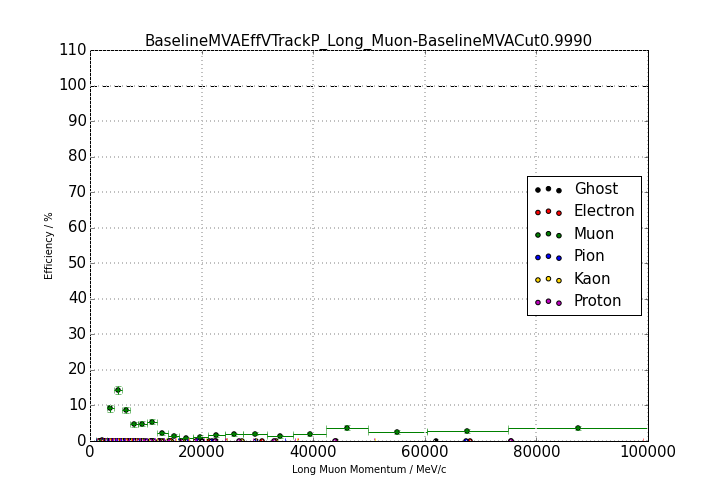 BaselineMVAEffVTrackP_Long_Muon-BaselineMVACut0.9990
110
100
90
80
70
60
50
40
30
20
10
0
Efficiency / %
Ghost
Electron
Muon
Pion
Kaon
Proton
0 20000 40000 60000 80000 100000
Long Muon Momentum / MeV/c